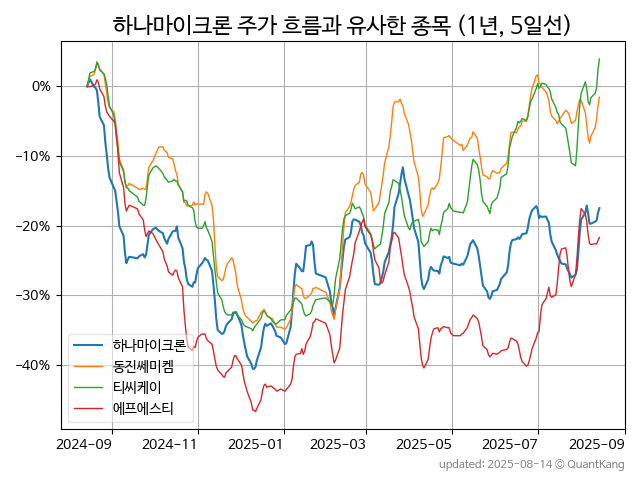 하나마이크론 주가 흐름과 유사한 종목 (1년, 5일선)
0%
−10%
−20%
−30%
−40%
하나마이크론
동진쎄미켐
티씨케이
에프에스티
2024-09 2024-11 2025-01 2025-03 2025-05 2025-07 2025-09
updated: 2025-08-14 © QuantKang